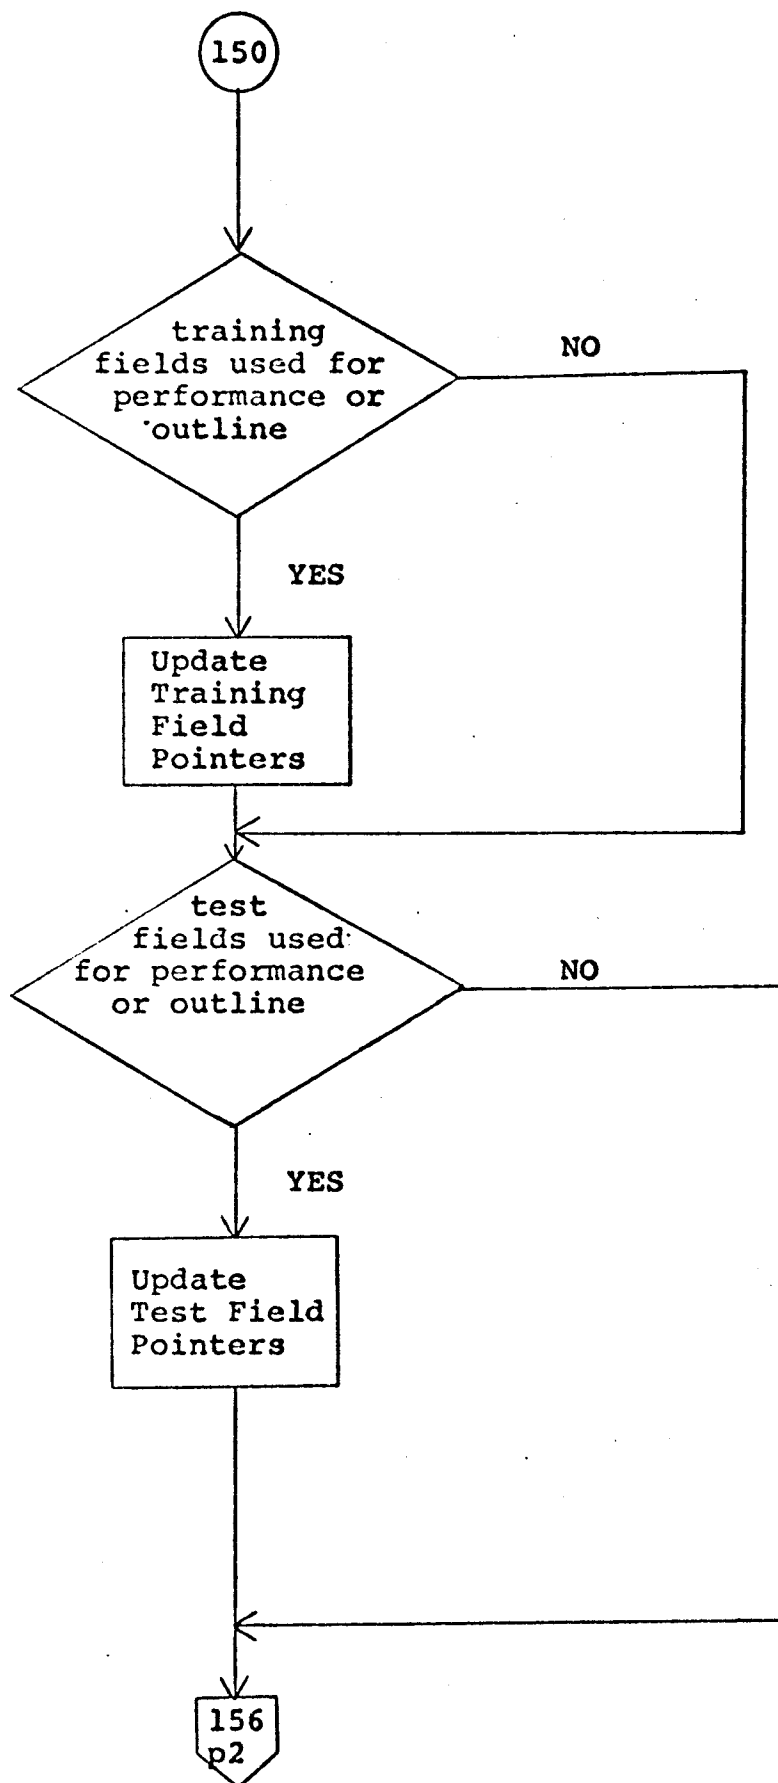 150
training
fields used for
performance or
outline
NO
YES
Update
Training
Field
Pointers
test
fields used
for performance
or outline
NO
YES
Update
Test Field
Pointers
156
p2